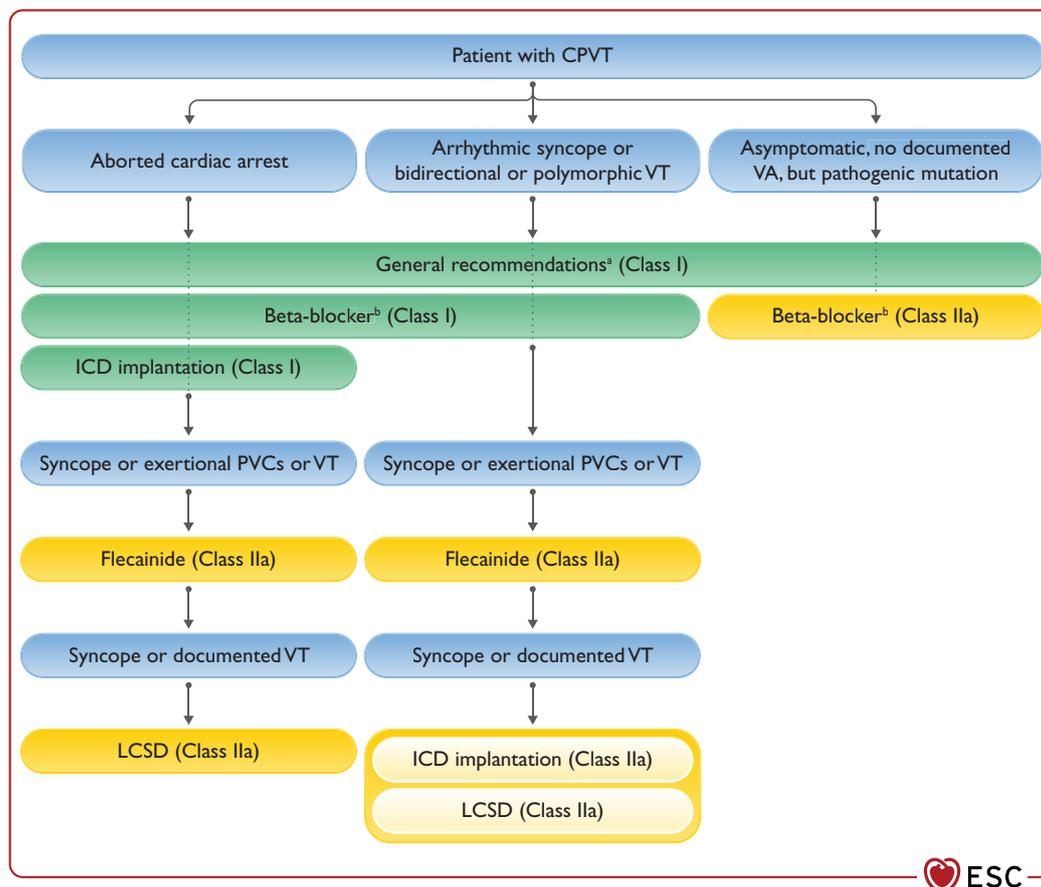 Patient with CPVT
Aborted cardiac arrest
Arrhythmic syncope or
bidirectional or polymorphic VT
Asymptomatic, no documented
VA, but pathogenic mutation
General recommendationsᵃ (Class I)
Beta-blockerᵇ (Class I)
Beta-blockerᵇ (Class IIa)
ICD implantation (Class I)
Syncope or exertional PVCs or VT
Syncope or exertional PVCs or VT
Flecainide (Class IIa)
Flecainide (Class IIa)
Syncope or documented VT
Syncope or documented VT
LCSD (Class IIa)
ICD implantation (Class IIa)
LCSD (Class IIa)
ESC